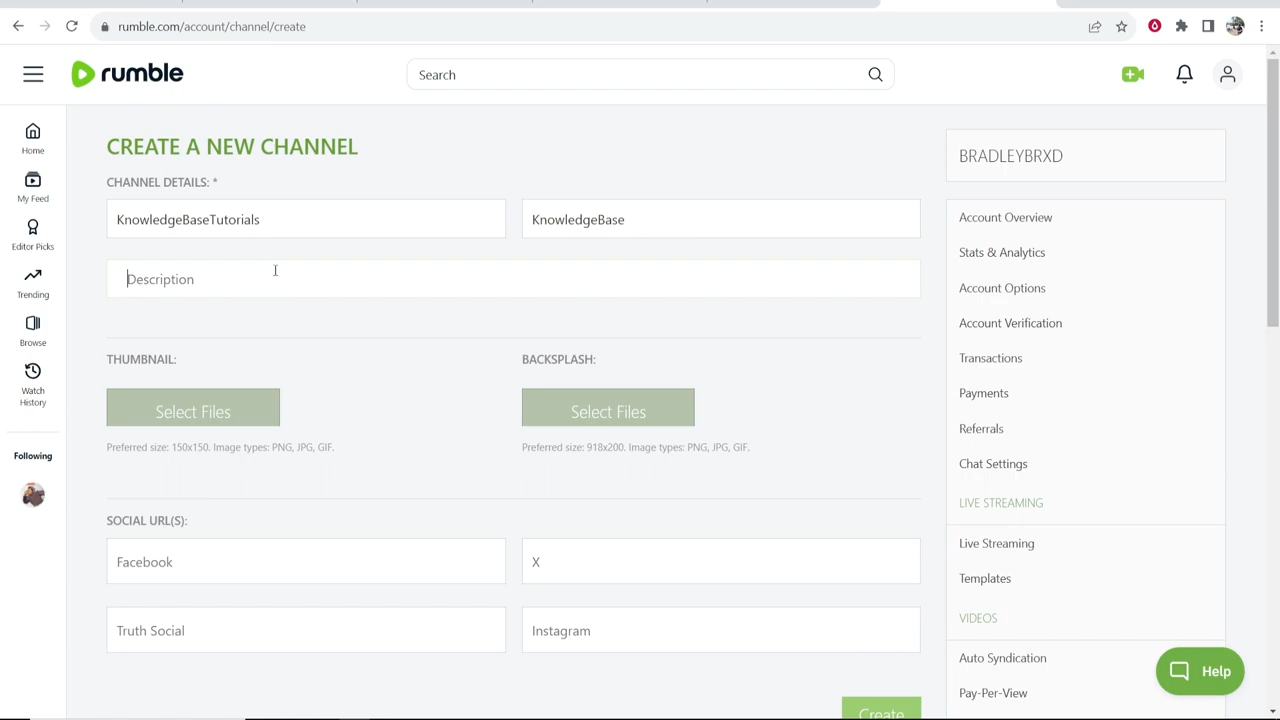 rumble.com/account/channel/create
rumble
Search
Home
My Feed
Editor Picks
Trending
Browse
Watch
History
Following
CREATE A NEW CHANNEL
CHANNEL DETAILS: *
KnowledgeBaseTutorials
KnowledgeBase
Description
THUMBNAIL:
BACKSPLASH:
Select Files
Select Files
Preferred size: 150x150. Image types: PNG, JPG, GIF.
Preferred size: 918x200. Image types: PNG, JPG, GIF.
SOCIAL URL(S):
Facebook
X
Truth Social
Instagram
Create
BRADLEYBRXD
Account Overview
Stats & Analytics
Account Options
Account Verification
Transactions
Payments
Referrals
Chat Settings
LIVE STREAMING
Live Streaming
Templates
VIDEOS
Auto Syndication
Pay-Per-View
Help